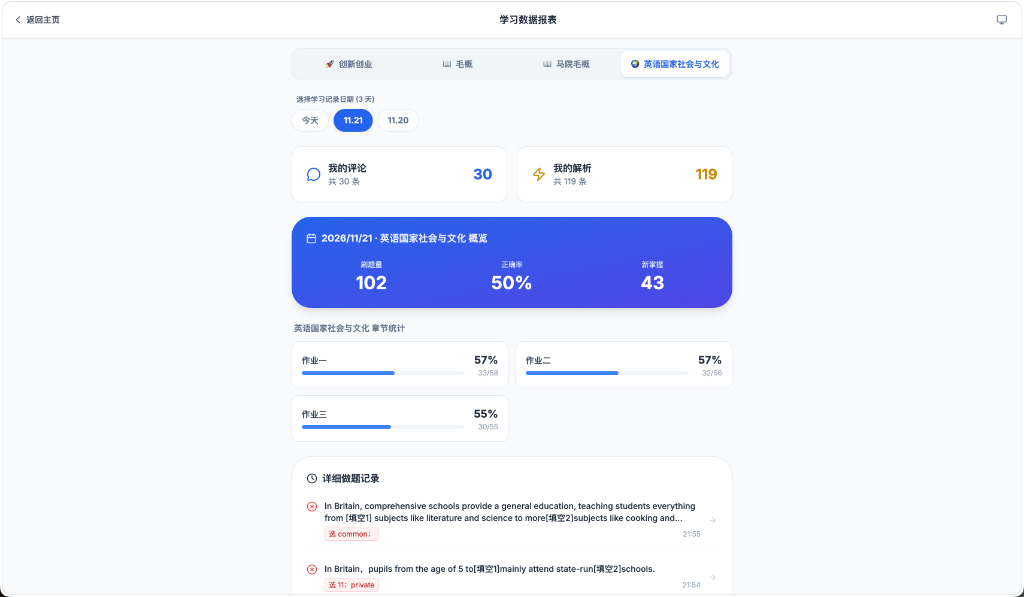 返回主页
学习数据报表
创新创业
毛概
马院毛概
英语国家社会与文化
选择学习记录日期 (3 天)
今天
11.21
11.20
我的评论
共 30 条
30
我的解析
共 119 条
119
2026/11/21 · 英语国家社会与文化 概览
刷题量
正确率
新掌握
102
50%
43
英语国家社会与文化 章节统计
作业一
57%
33/58
作业二
57%
32/56
作业三
55%
30/55
详细做题记录
In Britain, comprehensive schools provide a general education, teaching students everything
from [填空1] subjects like literature and science to more[填空2]subjects like cooking and...
选 common;
21:55
In Britain，pupils from the age of 5 to[填空1]mainly attend state-run[填空2]schools.
选 11；private
21:54